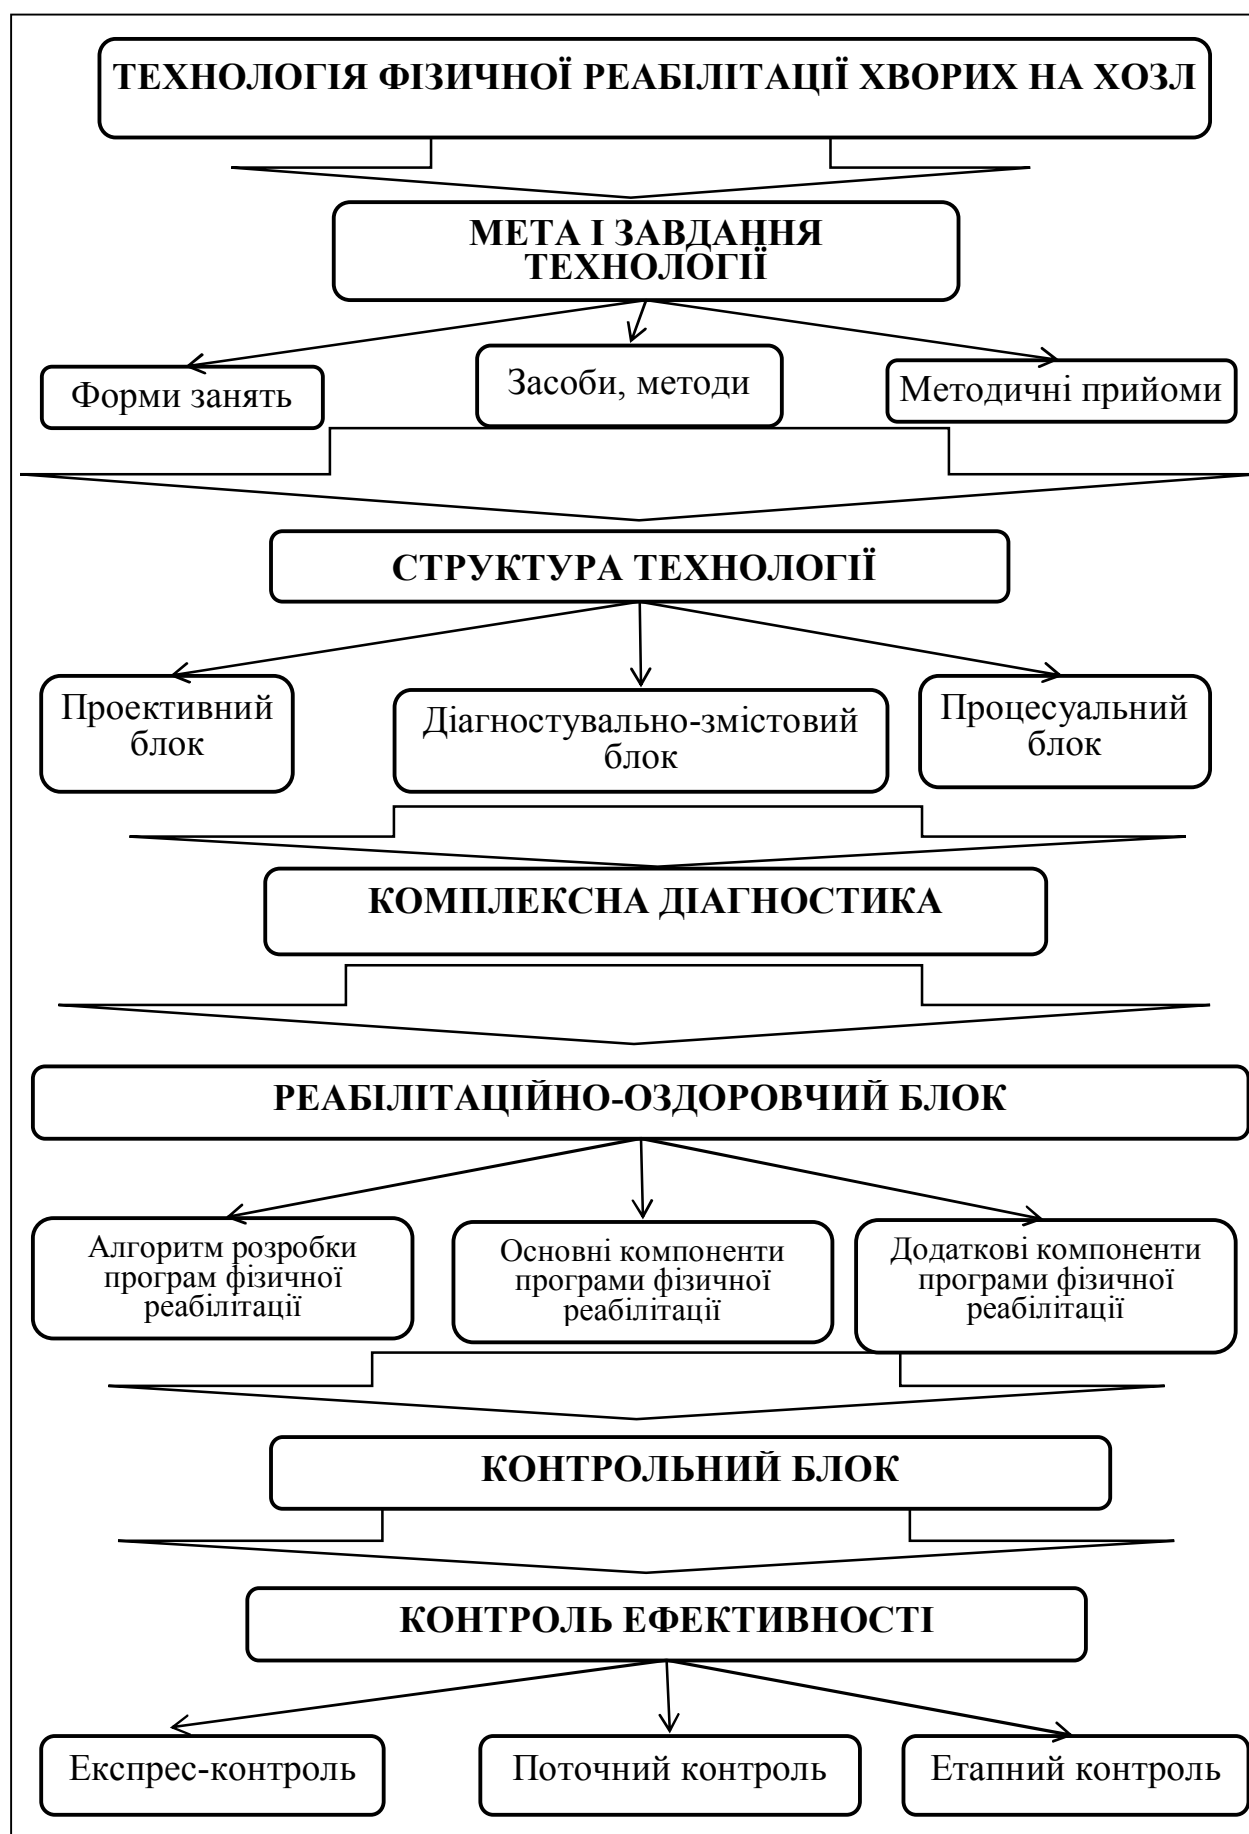 ТЕХНОЛОГІЯ ФІЗИЧНОЇ РЕАБІЛІТАЦІЇ ХВОРИХ НА ХОЗЛ
МЕТА І ЗАВДАННЯ
ТЕХНОЛОГІЇ
Форми занять
Засоби, методи
Методичні прийоми
СТРУКТУРА ТЕХНОЛОГІЇ
Проективний
блок
Діагностувально-змістовий
блок
Процесуальний
блок
КОМПЛЕКСНА ДІАГНОСТИКА
РЕАБІЛІТАЦІЙНО-ОЗДОРОВЧИЙ БЛОК
Алгоритм розробки
програм фізичної
реабілітації
Основні компоненти
програми фізичної
реабілітації
Додаткові компоненти
програми фізичної
реабілітації
КОНТРОЛЬНИЙ БЛОК
КОНТРОЛЬ ЕФЕКТИВНОСТІ
Експрес-контроль
Поточний контроль
Етапний контроль